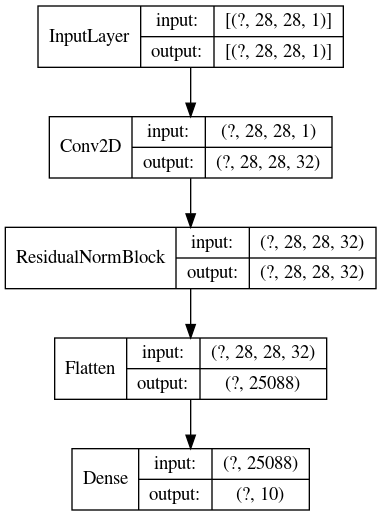 InputLayer
input: [(?, 28, 28, 1)]
output: [(?, 28, 28, 1)]
Conv2D
input: (?, 28, 28, 1)
output: (?, 28, 28, 32)
ResidualNormBlock
input: (?, 28, 28, 32)
output: (?, 28, 28, 32)
Flatten
input: (?, 28, 28, 32)
output: (?, 25088)
Dense
input: (?, 25088)
output: (?, 10)